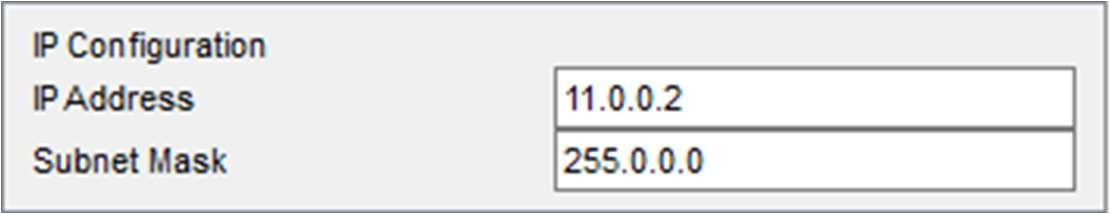 IP Configuration
IP Address 11.0.0.2
Subnet Mask 255.0.0.0